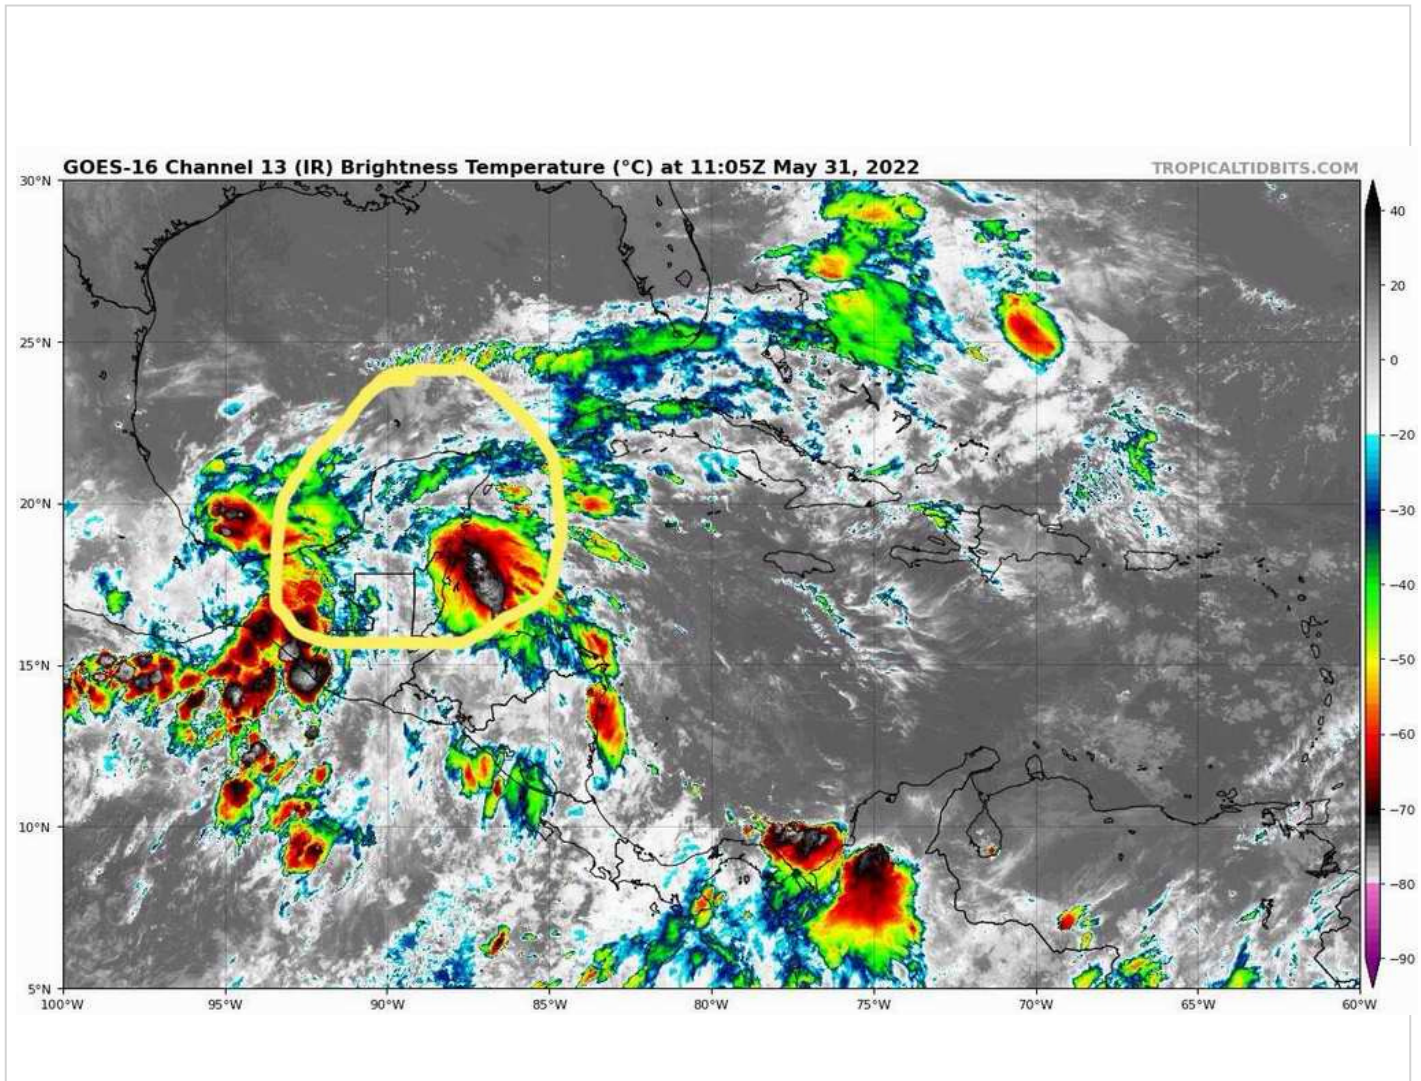 GOES-16 Channel 13 (IR) Brightness Temperature (°C) at 11:05Z May 31, 2022
TROPICALTIDBITS.COM
30°N
25°N
20°N
15°N
10°N
5°N
100°W
95°W
90°W
85°W
80°W
75°W
70°W
65°W
60°W
40
20
0
−20
−30
−40
−50
−60
−70
−80
−90